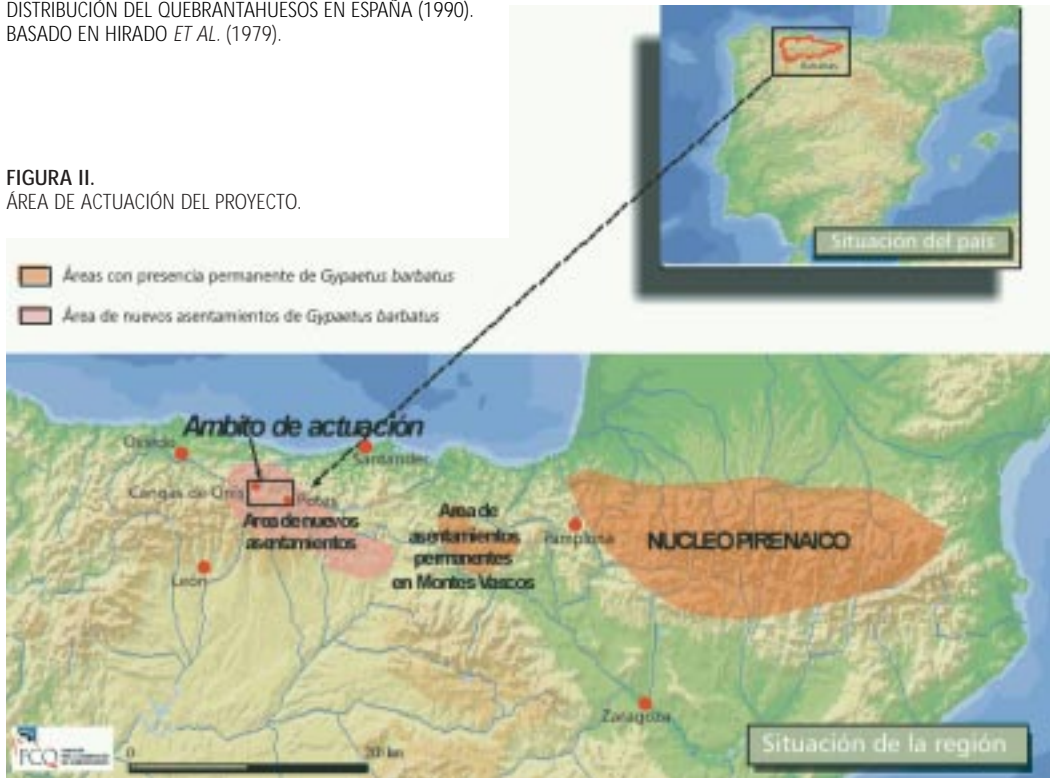 DISTRIBUCIÓN DEL QUEBRANTAHUESOS EN ESPAÑA (1990).
BASADO EN HIRADO ET AL. (1979).
FIGURA II.
ÁREA DE ACTUACIÓN DEL PROYECTO.
Situación del país
Áreas con presencia permanente de Gypaetus barbatus
Área de nuevos asentamientos de Gypaetus barbatus
Ambito de actuación
Oviedo
Santander
Cangas de Onís
Potes
Area de nuevos
asentamientos
León
Area de
asentamientos
permanentes
en Montes Vascos
Pamplona
NUCLEO PIRENAICO
Zaragoza
FCQ
0
Situación de la región